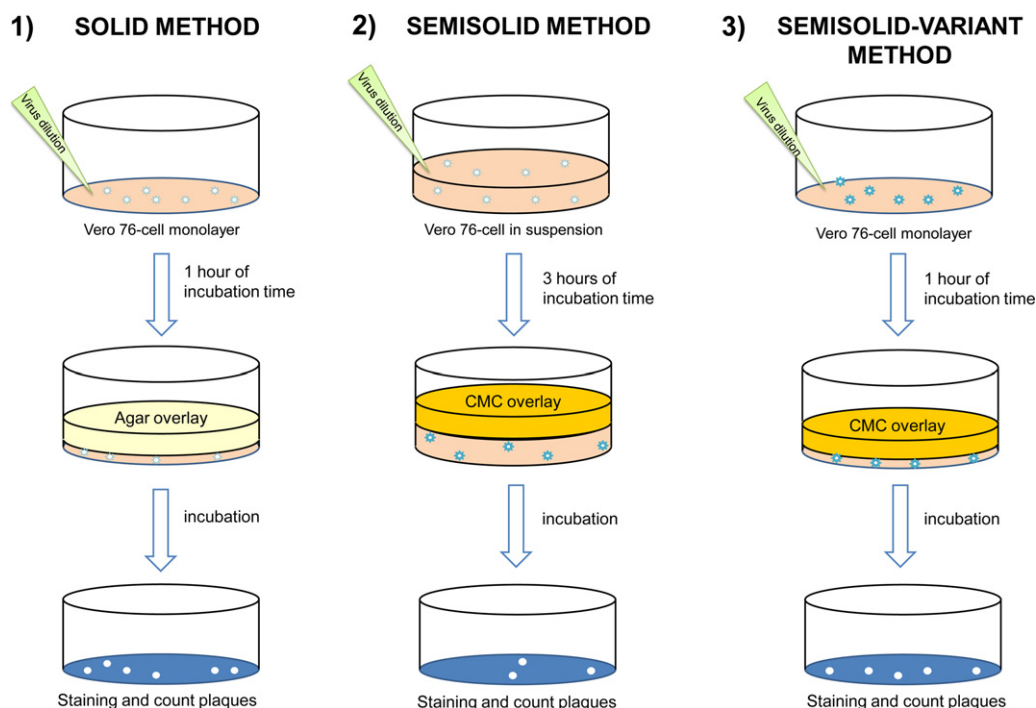 1) SOLID METHOD
Virus dilution
Vero 76-cell monolayer
1 hour of
incubation time
Agar overlay
incubation
Staining and count plaques
2) SEMISOLID METHOD
Virus dilution
Vero 76-cell in suspension
3 hours of
incubation time
CMC overlay
incubation
Staining and count plaques
3) SEMISOLID-VARIANT
METHOD
Virus dilution
Vero 76-cell monolayer
1 hour of
incubation time
CMC overlay
incubation
Staining and count plaques